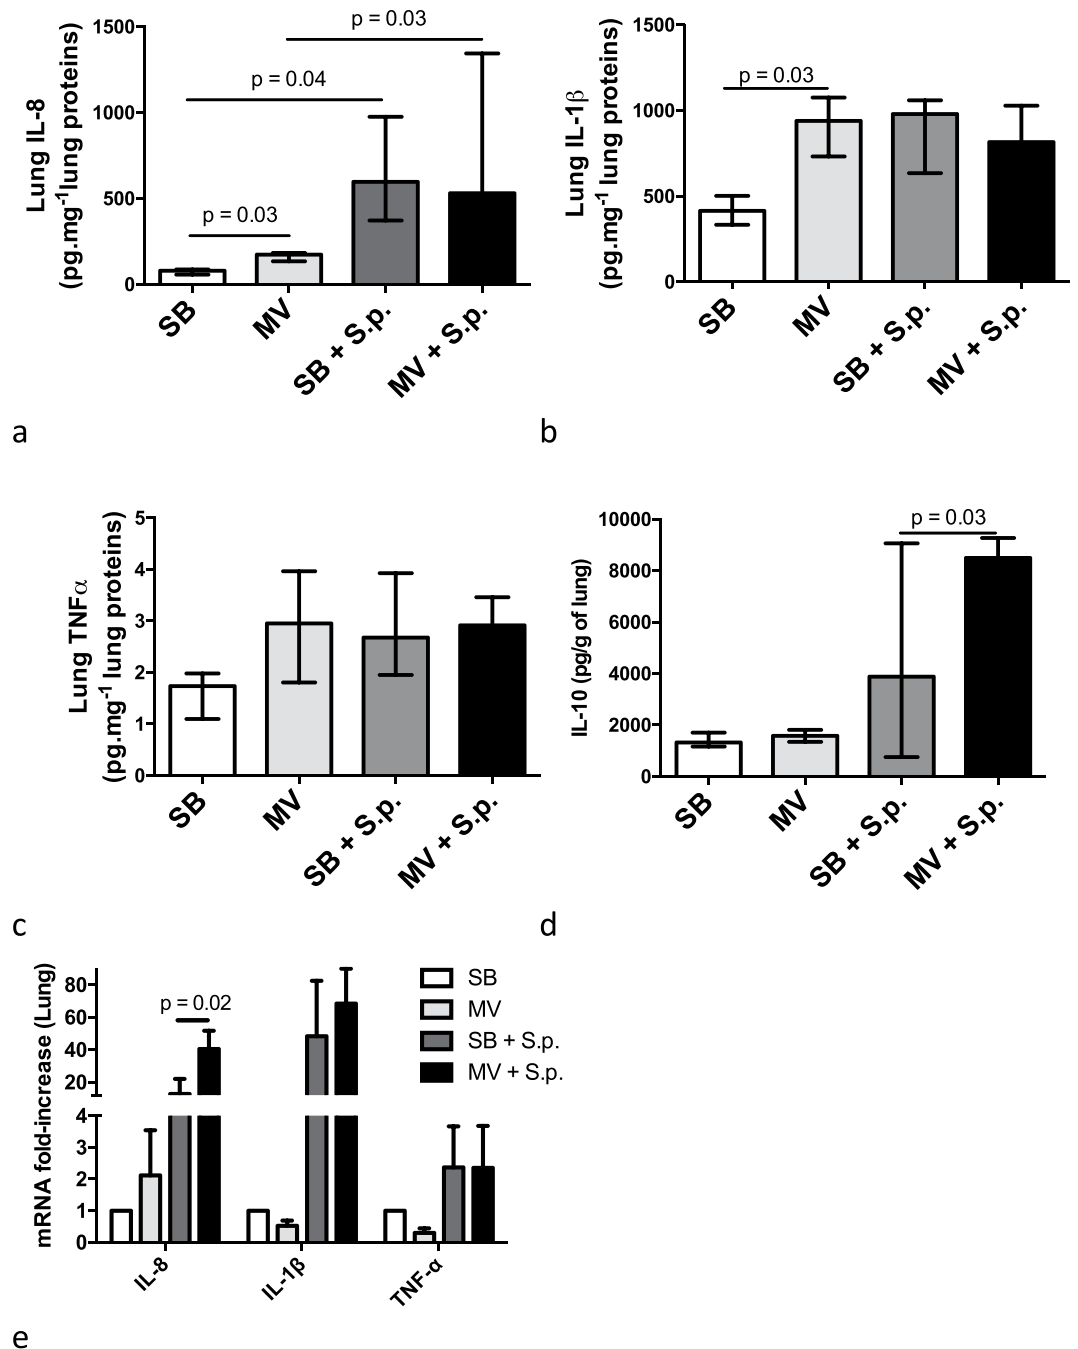 p = 0.03
p = 0.04
p = 0.03
1500
1000
500
0
Lung IL-8
(pg.mg⁻¹lung proteins)
SB
MV
SB + S.p.
MV + S.p.
a
p = 0.03
1500
1000
500
0
Lung IL-1β
(pg.mg⁻¹ lung proteins)
SB
MV
SB + S.p.
MV + S.p.
b
5
4
3
2
1
0
Lung TNFα
(pg.mg⁻¹ lung proteins)
SB
MV
SB + S.p.
MV + S.p.
c
p = 0.03
10000
8000
6000
4000
2000
0
IL-10 (pg/g of lung)
SB
MV
SB + S.p.
MV + S.p.
d
mRNA fold-increase (Lung)
80
60
40
20
4
3
2
1
0
p = 0.02
SB
MV
SB + S.p.
MV + S.p.
IL-8
IL-1β
TNF-α
e